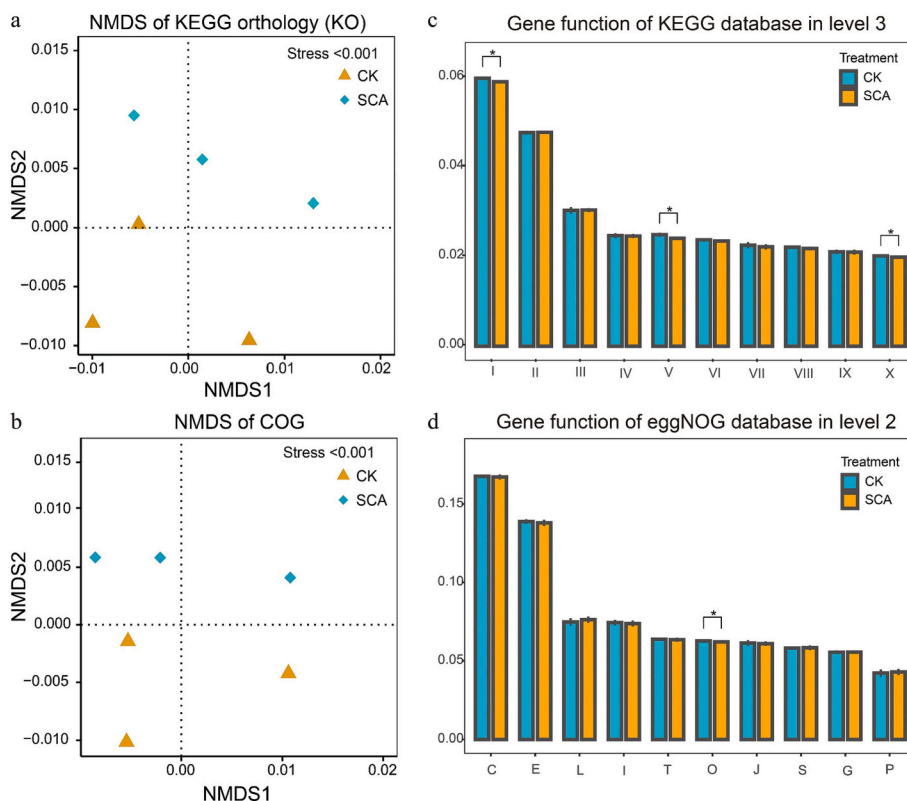 a
NMDS of KEGG orthology (KO)
Stress <0.001
CK
SCA
0.015
0.010
0.005
0.000
−0.005
−0.010
NMDS2
−0.01
0.00
0.01
0.02
NMDS1
c
Gene function of KEGG database in level 3
Treatment
CK
SCA
0.06
0.04
0.02
0.00
*
*
*
I
II
III
IV
V
VI
VII
VIII
IX
X
b
NMDS of COG
Stress <0.001
CK
SCA
0.015
0.010
0.005
0.000
−0.005
−0.010
NMDS2
0.00
0.01
0.02
NMDS1
d
Gene function of eggNOG database in level 2
Treatment
CK
SCA
0.15
0.10
0.05
0.00
*
C
E
L
I
T
O
J
S
G
P